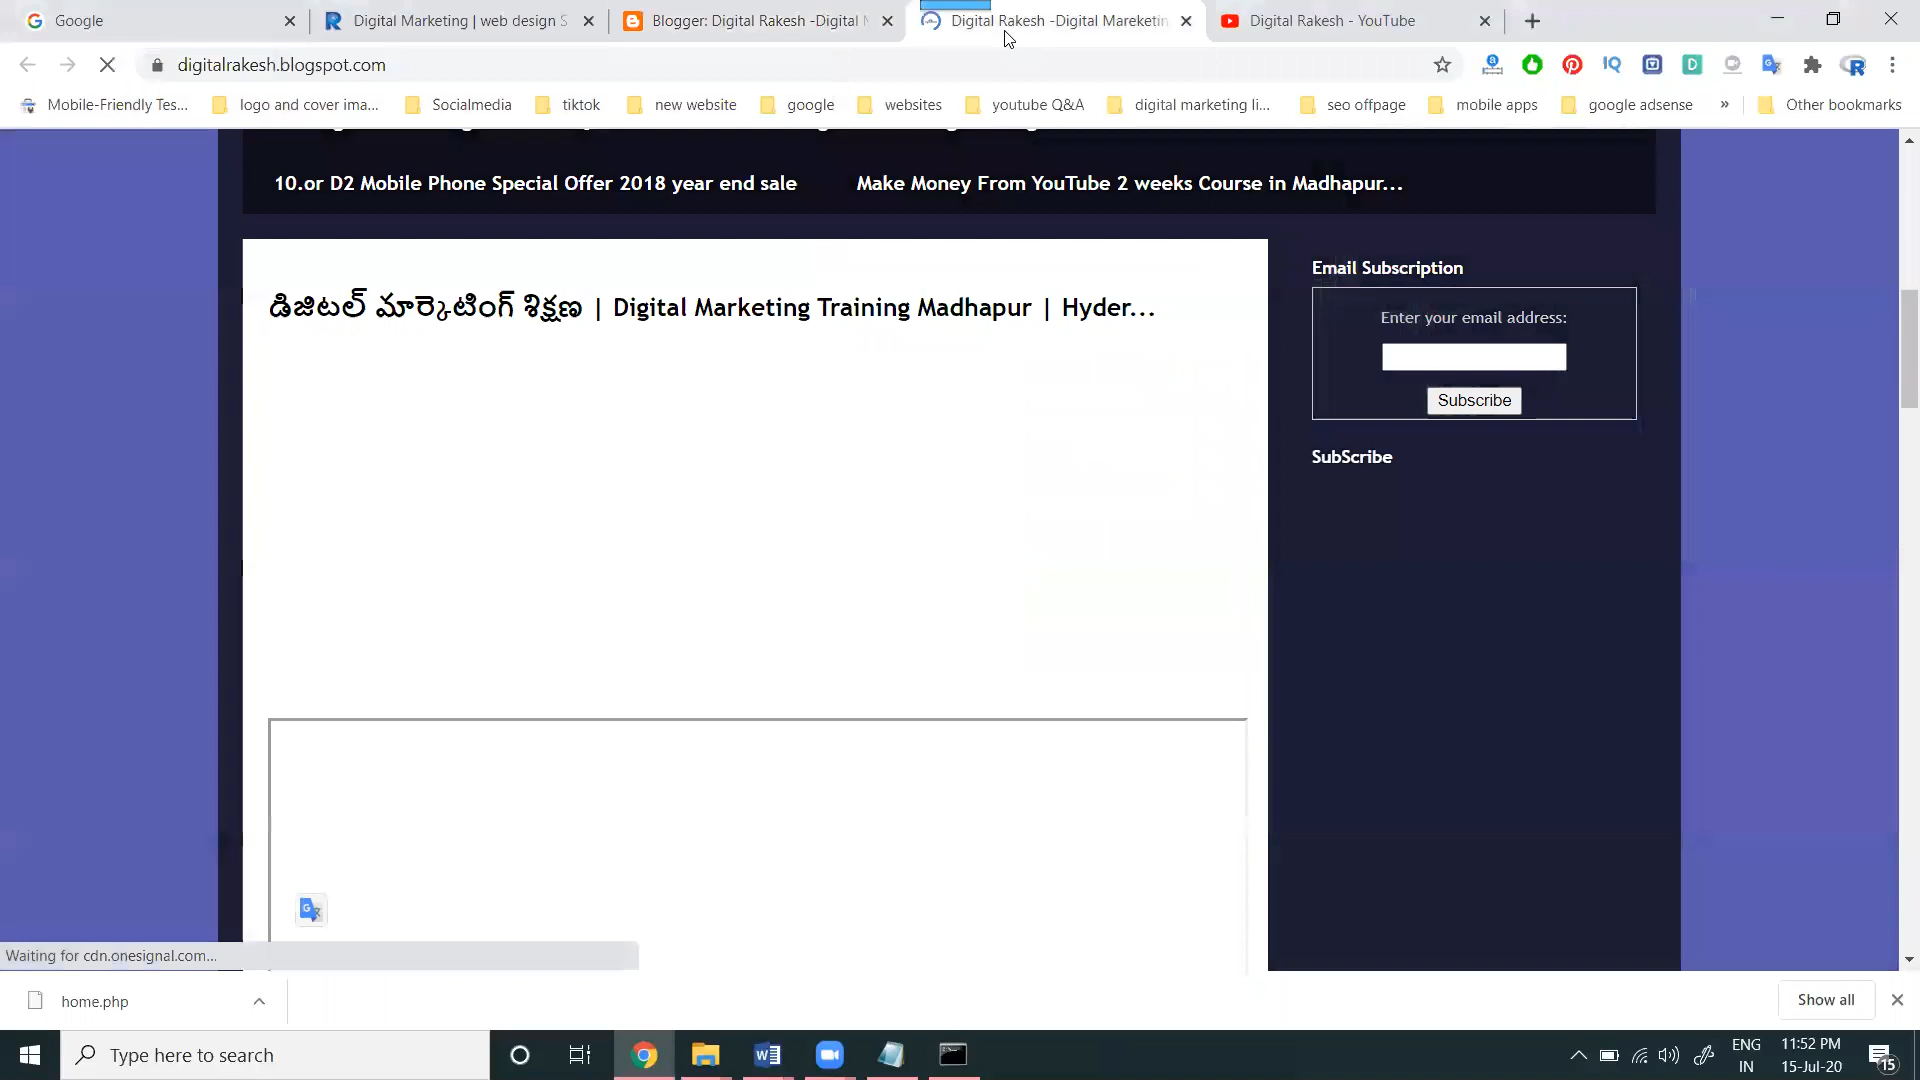 Google
Digital Marketing | web design S
Blogger: Digital Rakesh -Digital M
Digital Rakesh -Digital Mareketin
Digital Rakesh - YouTube
digitalrakesh.blogspot.com
Mobile-Friendly Tes...
logo and cover ima...
Socialmedia
tiktok
new website
google
websites
youtube Q&A
digital marketing li...
seo offpage
mobile apps
google adsense
»
Other bookmarks
10.or D2 Mobile Phone Special Offer 2018 year end sale
Make Money From YouTube 2 weeks Course in Madhapur...
డిజిటల్ మార్కెటింగ్ శిక్షణ | Digital Marketing Training Madhapur | Hyder...
Email Subscription
Enter your email address:
Subscribe
SubScribe
Waiting for cdn.onesignal.com...
home.php
Show all
Type here to search
ENG
IN
11:52 PM
15-Jul-20
15